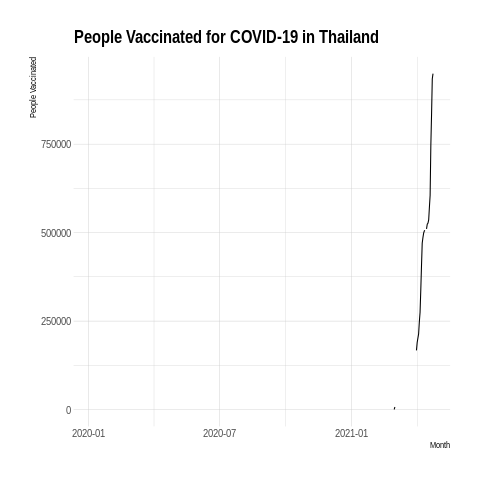 People Vaccinated for COVID-19 in Thailand
People Vaccinated
750000
500000
250000
0
2020-01
2020-07
2021-01
Month